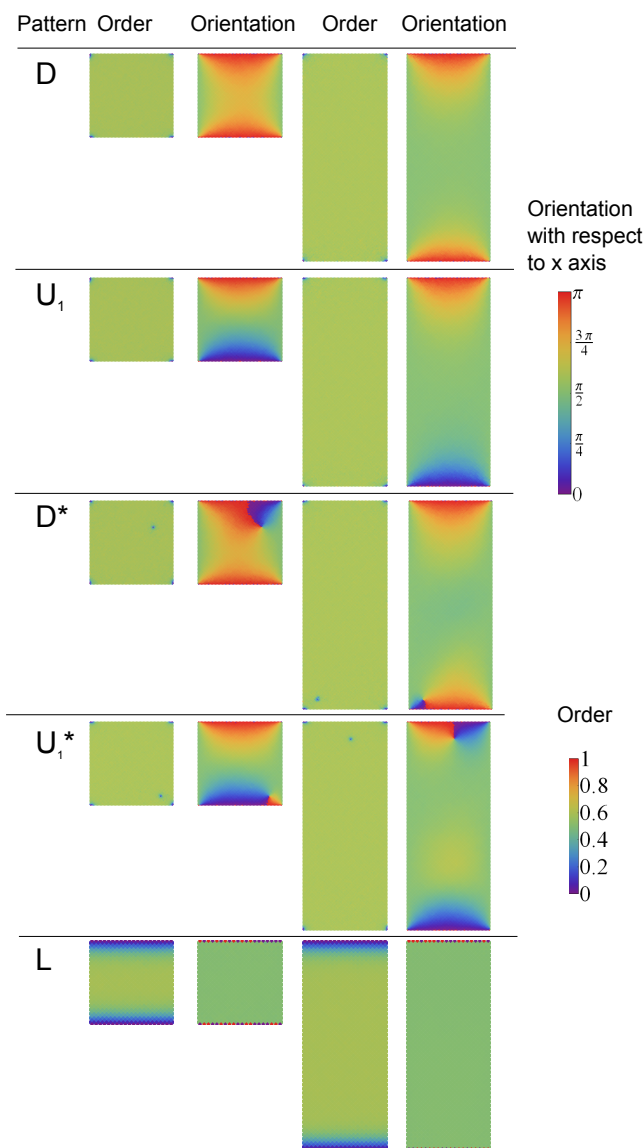 Pattern Order Orientation Order Orientation
D
Orientation
with respect
to x axis
π
3π/4
π/2
π/4
0
U₁
D*
U₁*
Order
1
0.8
0.6
0.4
0.2
0
L